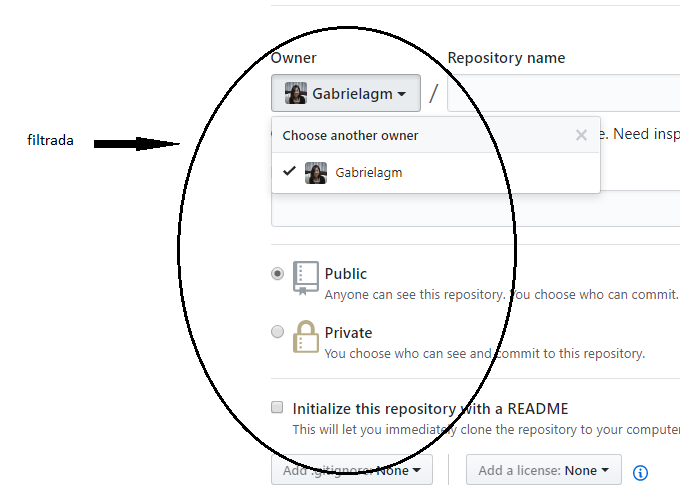 Owner
Repository name
Gabrielagm
/
filtrada
Choose another owner
e. Need insp
Gabrielagm
Public
Anyone can see this repository. You choose who can commit.
Private
You choose who can see and commit to this repository.
Initialize this repository with a README
This will let you immediately clone the repository to your computer
Add .gitignore: None
Add a license: None